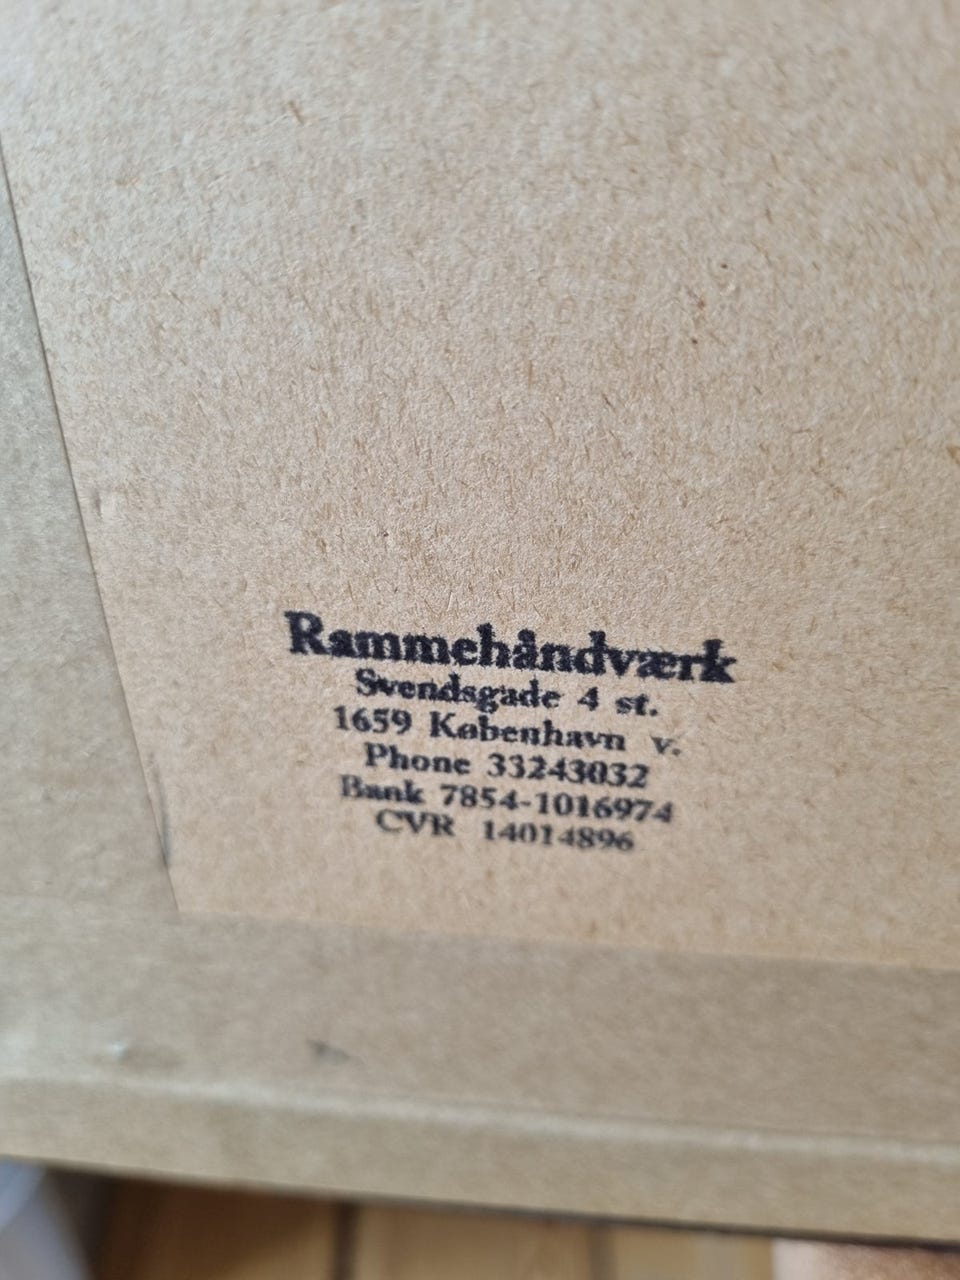 Rammehåndværk
Svendsgade 4 st.
1659 København v.
Phone 33243032
Bank 7854-1016974
CVR 14014896